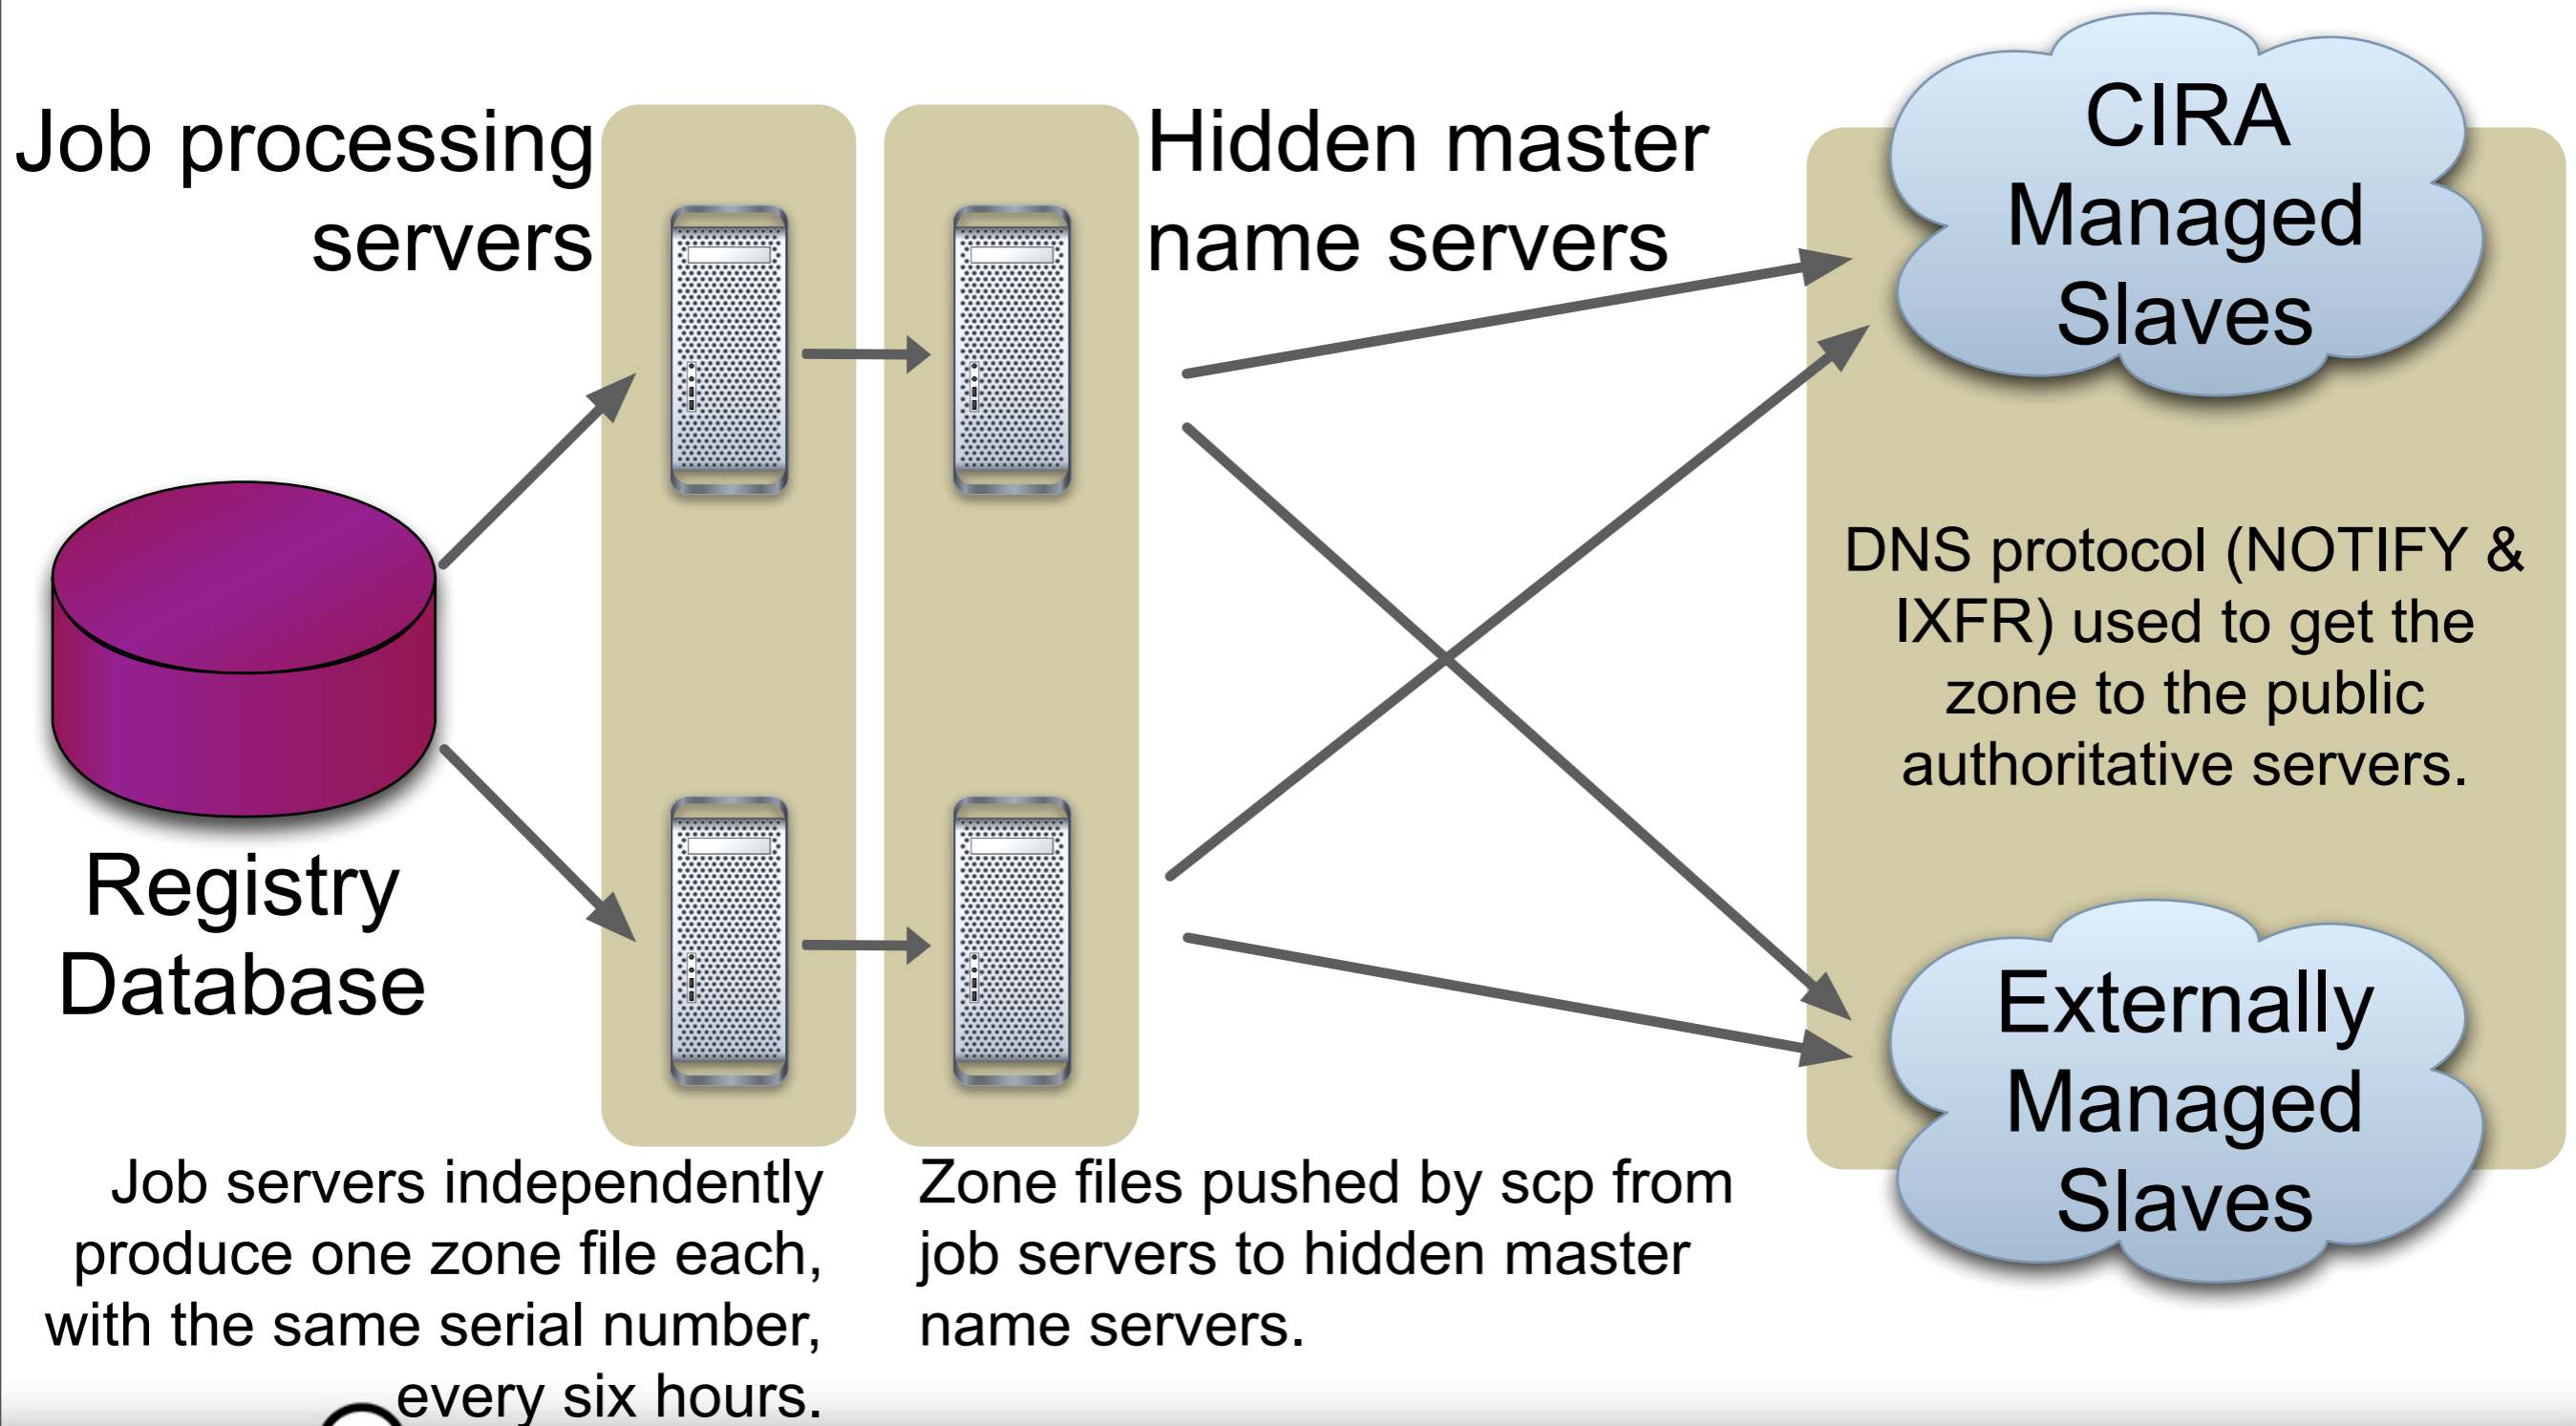 Job processing
servers
Hidden master
name servers
CIRA
Managed
Slaves
DNS protocol (NOTIFY &
IXFR) used to get the
zone to the public
authoritative servers.
Registry
Database
Externally
Managed
Slaves
Job servers independently
produce one zone file each,
with the same serial number,
every six hours.
Zone files pushed by scp from
job servers to hidden master
name servers.